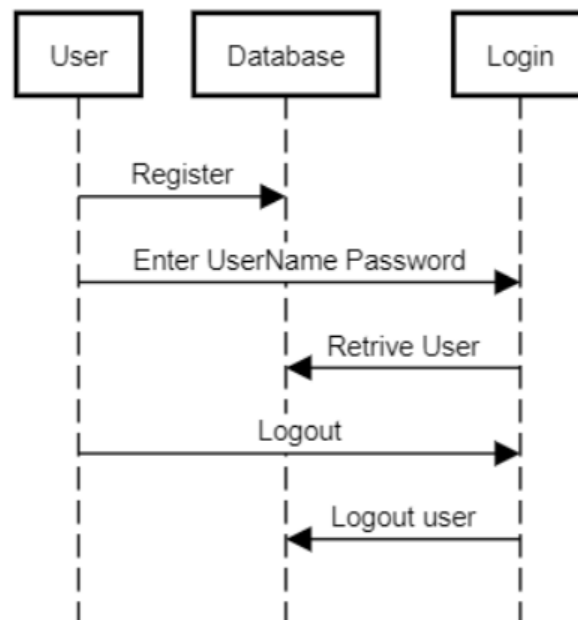 User
Database
Login
Register
Enter UserName Password
Retrive User
Logout
Logout user